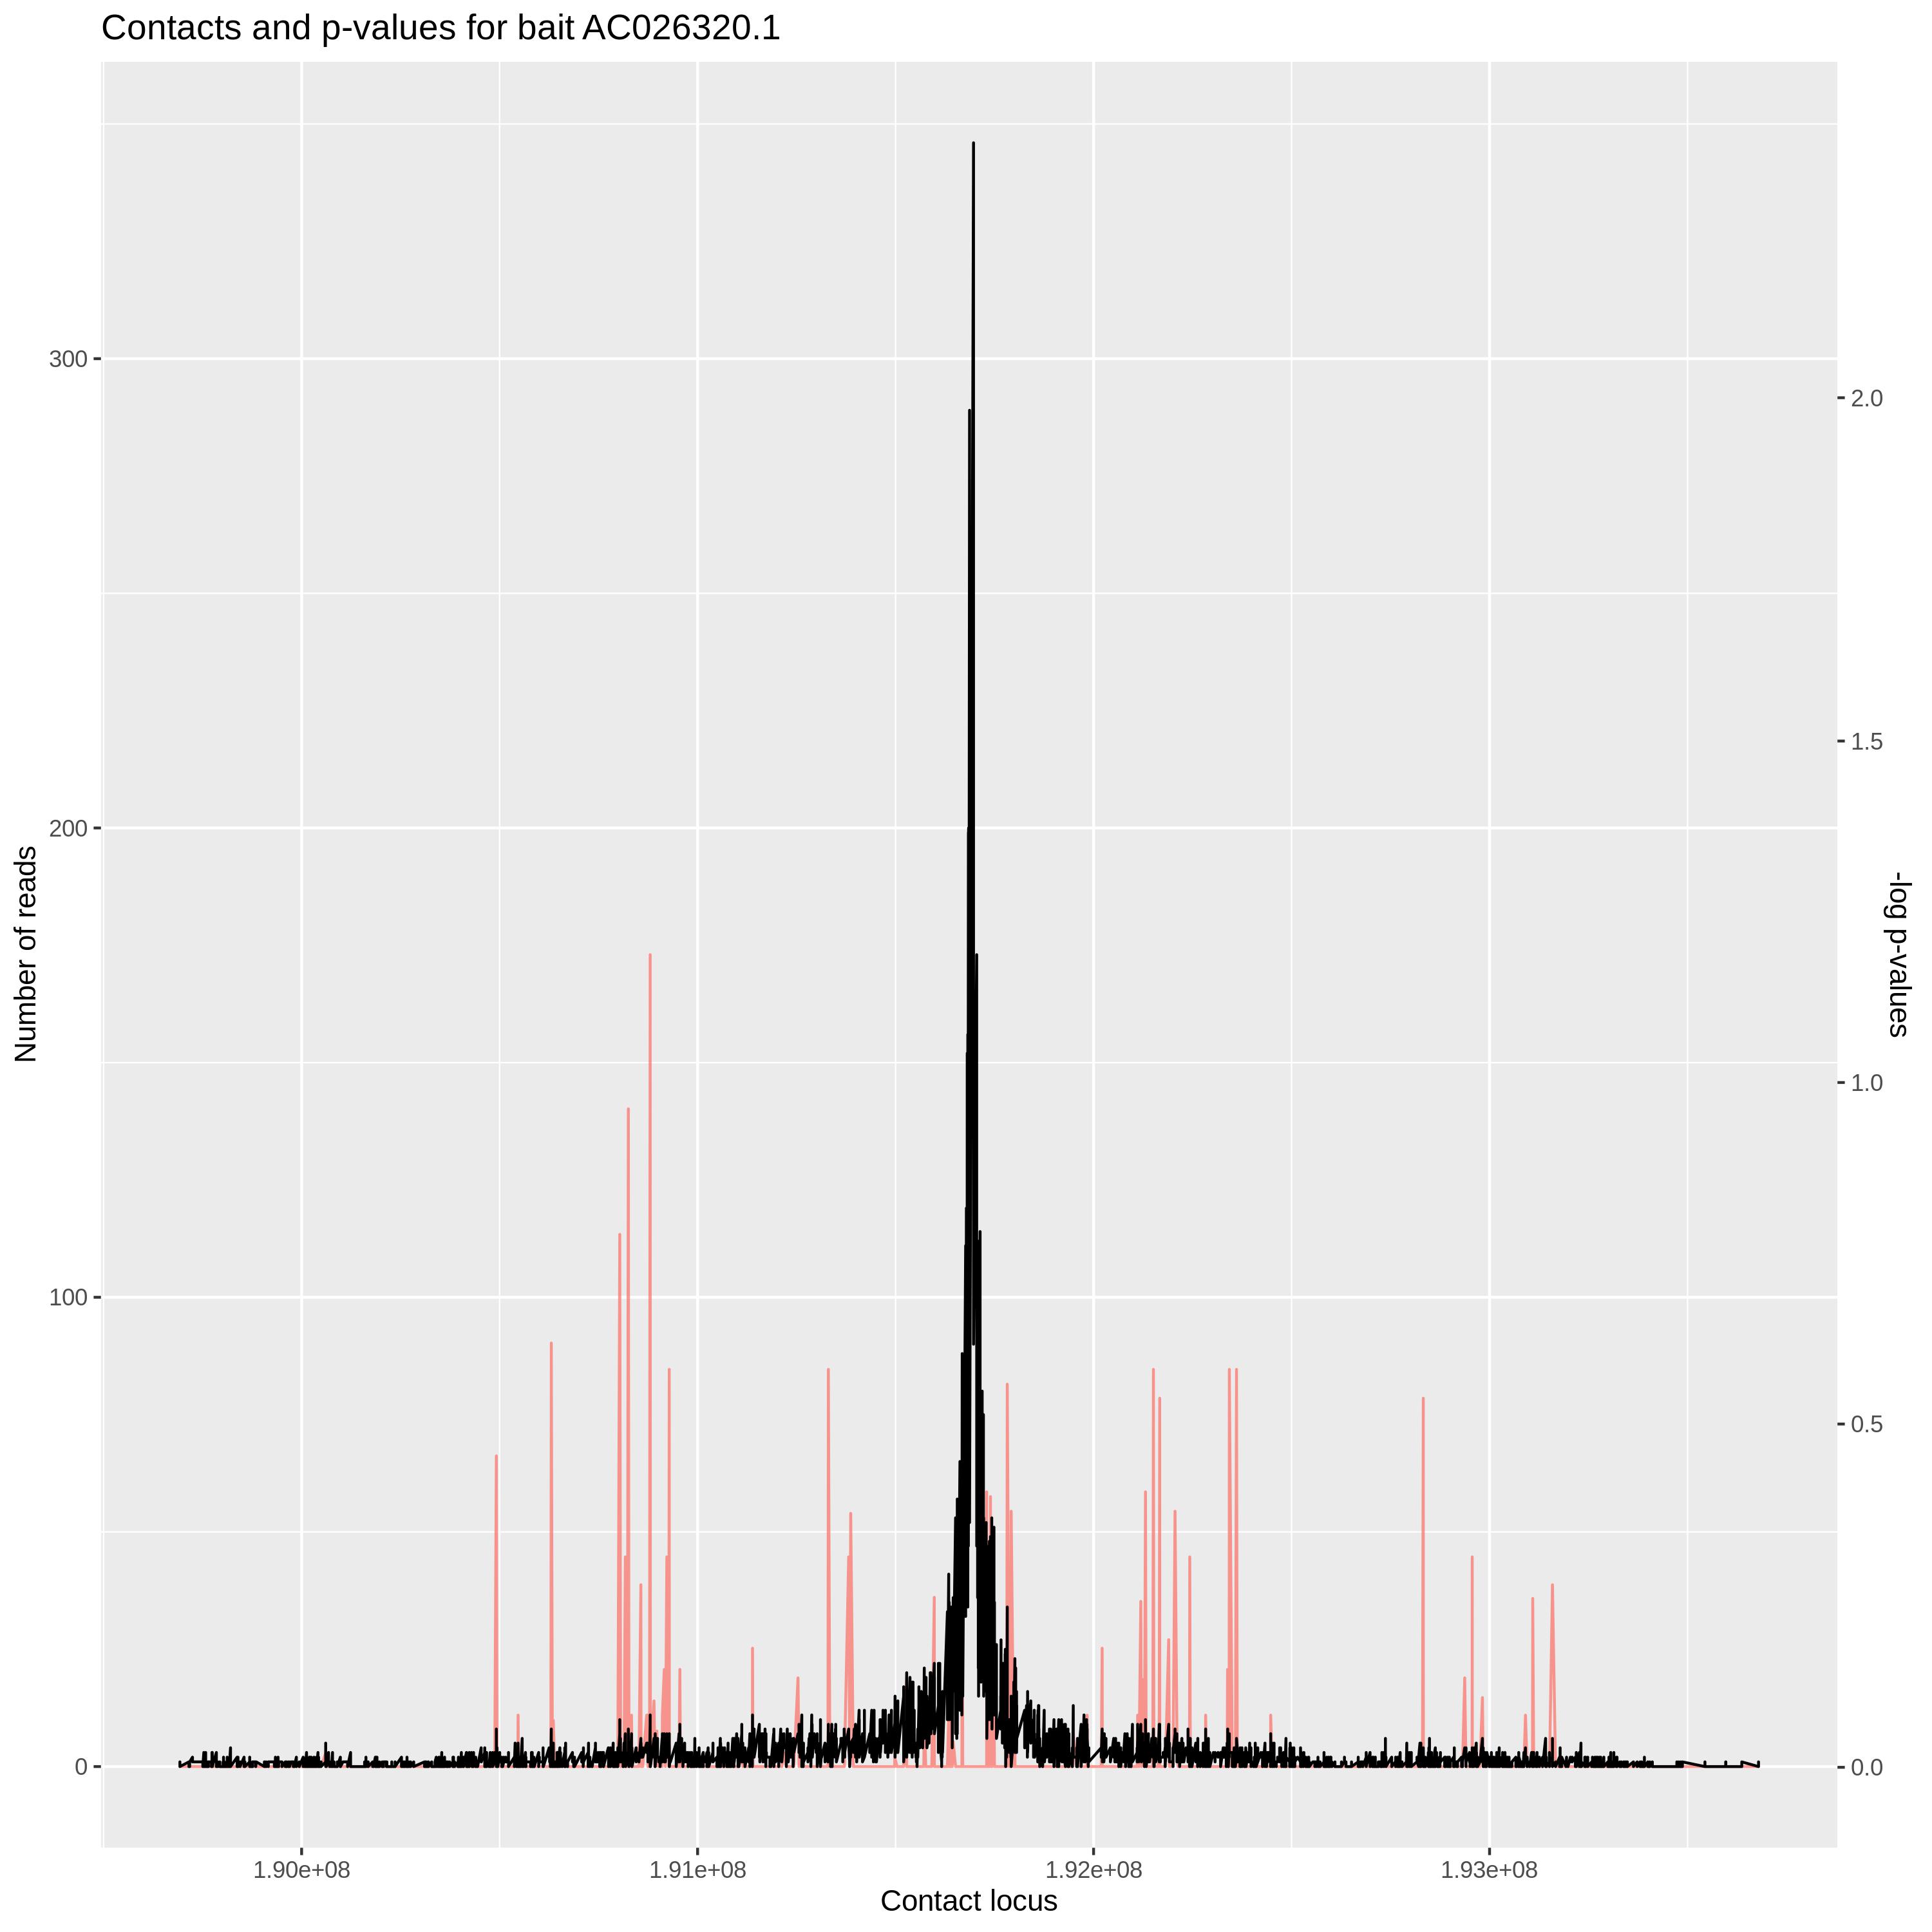 Contacts and p-values for bait AC026320.1
300
200
100
0
Number of reads
2.0
1.5
1.0
0.5
0.0
-log p-values
1.90e+08
1.91e+08
1.92e+08
1.93e+08
Contact locus